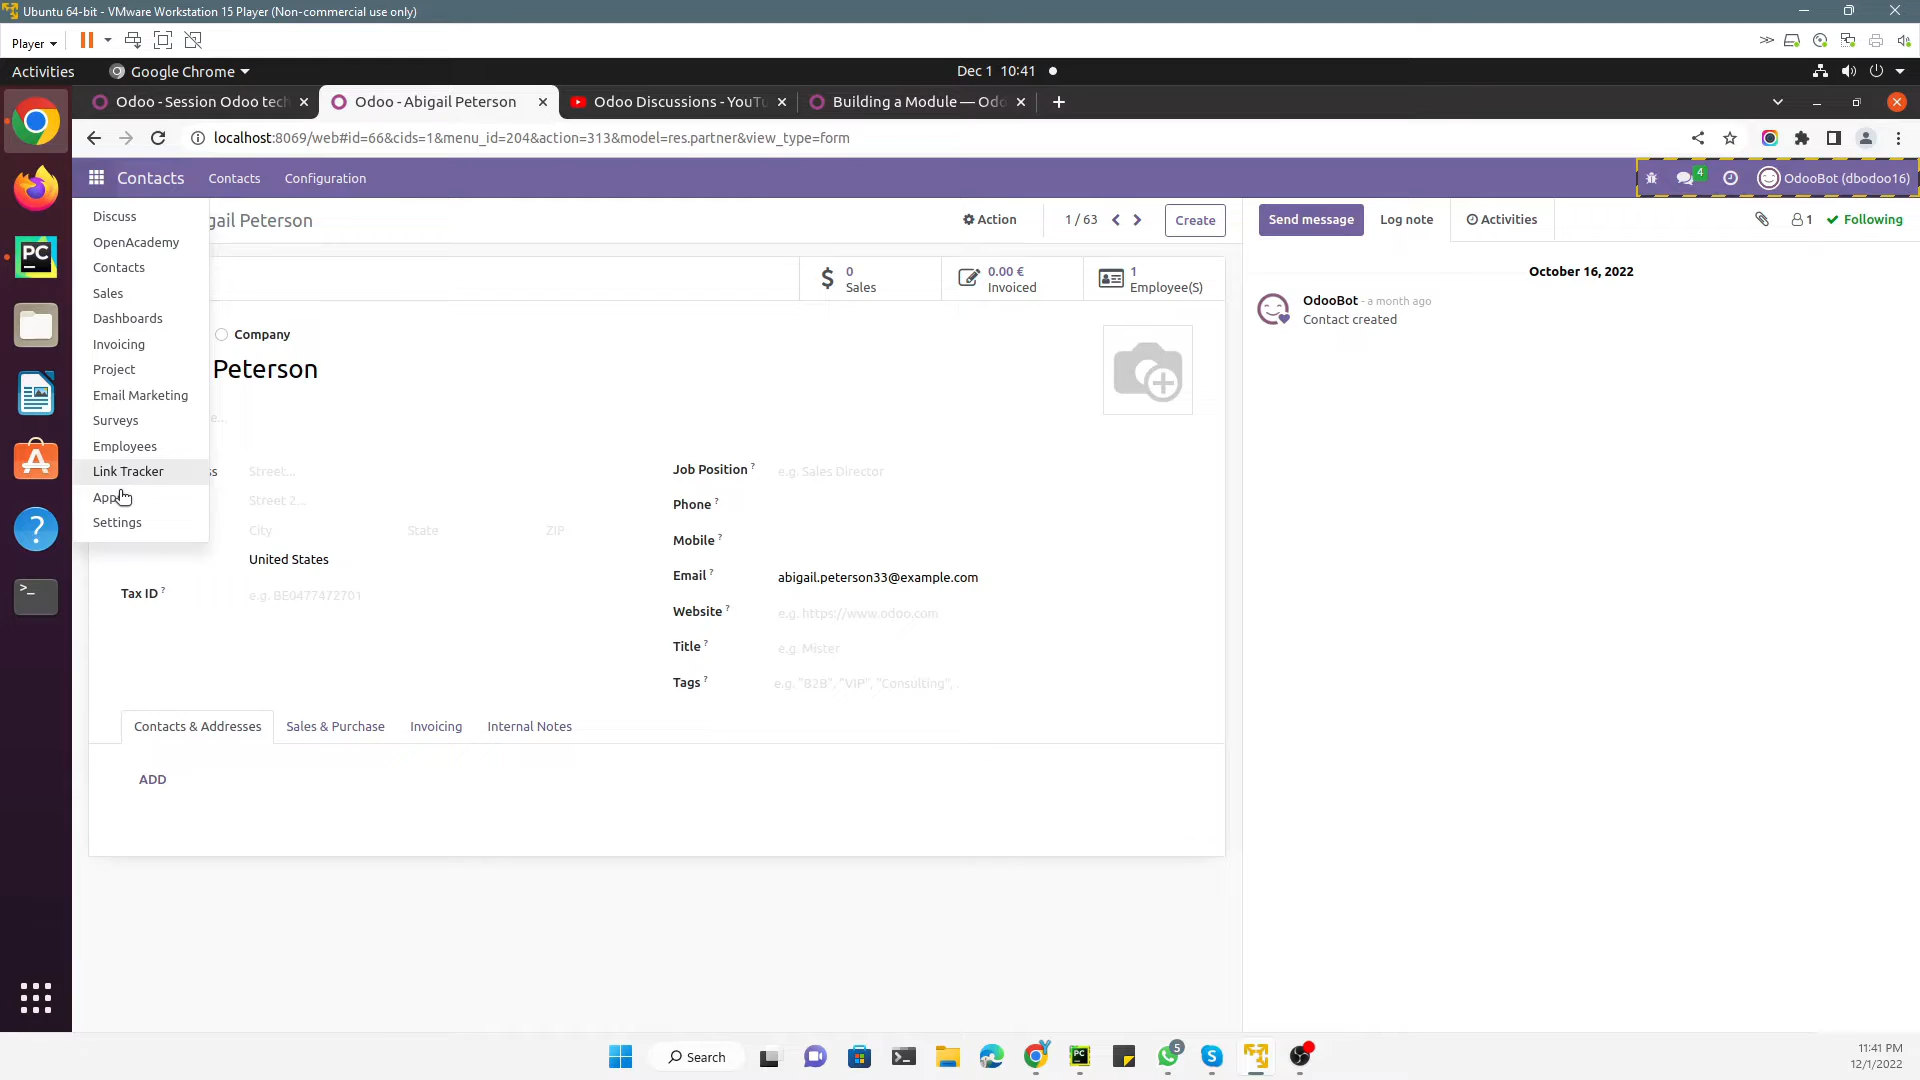 Ubuntu 64-bit - VMware Workstation 15 Player (Non-commercial use only)
Player
Activities
Google Chrome
Dec 1 10:41
Odoo - Session Odoo tech
Odoo - Abigail Peterson
Odoo Discussions - YouTu
Building a Module — Odo
localhost:8069/web#id=66&cids=1&menu_id=204&action=313&model=res.partner&view_type=form
Contacts
Contacts
Configuration
4
OdooBot (dbodoo16)
Discuss
OpenAcademy
Contacts
Sales
Dashboards
Invoicing
Project
Email Marketing
Surveys
Employees
Link Tracker
App
Settings
gail Peterson
Action
1 / 63
Create
Send message
Log note
Activities
1
Following
0
Sales
0.00 €
Invoiced
1
Employee(S)
October 16, 2022
OdooBot - a month ago
Contact created
Company
Peterson
e...
ss
Street...
Street 2...
City
State
ZIP
United States
Tax ID ?
e.g. BE0477472701
Job Position ?
e.g. Sales Director
Phone ?
Mobile ?
Email ?
abigail.peterson33@example.com
Website ?
e.g. https://www.odoo.com
Title ?
e.g. Mister
Tags ?
e.g. "B2B", "VIP", "Consulting", .
Contacts & Addresses
Sales & Purchase
Invoicing
Internal Notes
ADD
PC
>_
Search
PC
5
11:41 PM
12/1/2022